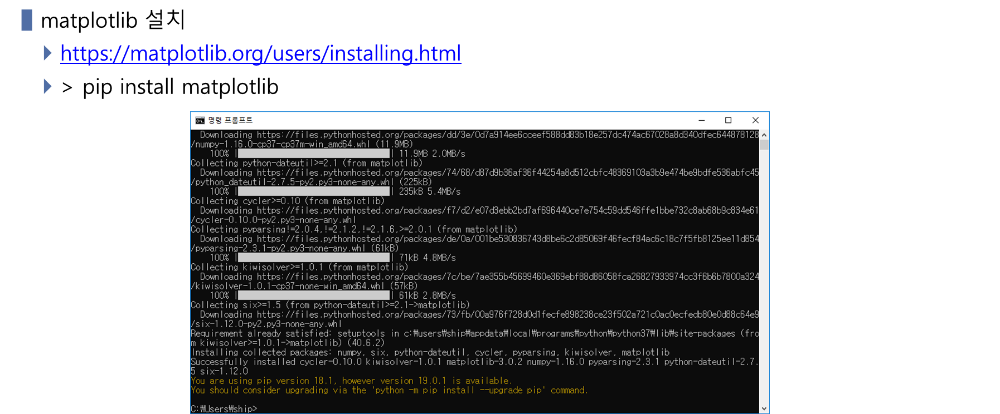 matplotlib 설치
https://matplotlib.org/users/installing.html
> pip install matplotlib
명령 프롬프트
Downloading https://files.pythonhosted.org/packages/dd/3e/0d7a914ee6cceef588dd83b18e257dc474ac67028a8d340dfec644878128
/numpy-1.16.0-cp37-cp37m-win_amd64.whl (11.9MB)
100% | | 11.9MB 2.0MB/s
Collecting python-dateutil>=2.1 (from matplotlib)
Downloading https://files.pythonhosted.org/packages/74/68/d87d9b36af36f44254a8d512cbfc48369103a3b9e474be9bdfe536abfc45
/python_dateutil-2.7.5-py2.py3-none-any.whl (225kB)
100% | | 235kB 5.4MB/s
Collecting cycler>=0.10 (from matplotlib)
Downloading https://files.pythonhosted.org/packages/f7/d2/e07d3ebb2bd7af696440ce7e754c59dd546ffe1bbe732c8ab68b9c834e61
/cycler-0.10.0-py2.py3-none-any.whl
Collecting pyparsing!=2.0.4,!=2.1.2,!=2.1.6,>=2.0.1 (from matplotlib)
Downloading https://files.pythonhosted.org/packages/de/0a/001be530836743d8be6c2d85069f46fecf84ac6c18c7f5fb8125ee11d854
/pyparsing-2.3.1-py2.py3-none-any.whl (61kB)
100% | | 71kB 4.8MB/s
Collecting kiwisolver>=1.0.1 (from matplotlib)
Downloading https://files.pythonhosted.org/packages/7c/be/7ae355b45699460e369ebf88d86058fca26827933974cc3f6b6b7800a324
/kiwisolver-1.0.1-cp37-none-win_amd64.whl (57kB)
100% | | 61kB 2.8MB/s
Collecting six>=1.5 (from python-dateutil>=2.1->matplotlib)
Downloading https://files.pythonhosted.org/packages/73/fb/00a976f728d0d1fecfe898238ce23f502a721c0ac0ecfedb80e0d88c64e9
/six-1.12.0-py2.py3-none-any.whl
Requirement already satisfied: setuptools in c:₩users₩ship₩appdata₩local₩programs₩python₩python37₩lib₩site-packages (fro
m kiwisolver>=1.0.1->matplotlib) (40.6.2)
Installing collected packages: numpy, six, python-dateutil, cycler, pyparsing, kiwisolver, matplotlib
Successfully installed cycler-0.10.0 kiwisolver-1.0.1 matplotlib-3.0.2 numpy-1.16.0 pyparsing-2.3.1 python-dateutil-2.7.
5 six-1.12.0
You are using pip version 18.1, however version 19.0.1 is available.
You should consider upgrading via the 'python -m pip install --upgrade pip' command.
C:₩Users₩ship>